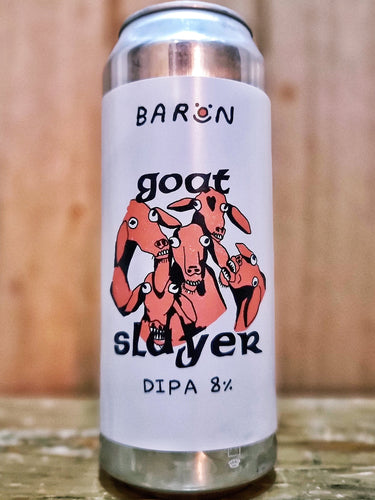 BARON
goat
slayer
DIPA 8%